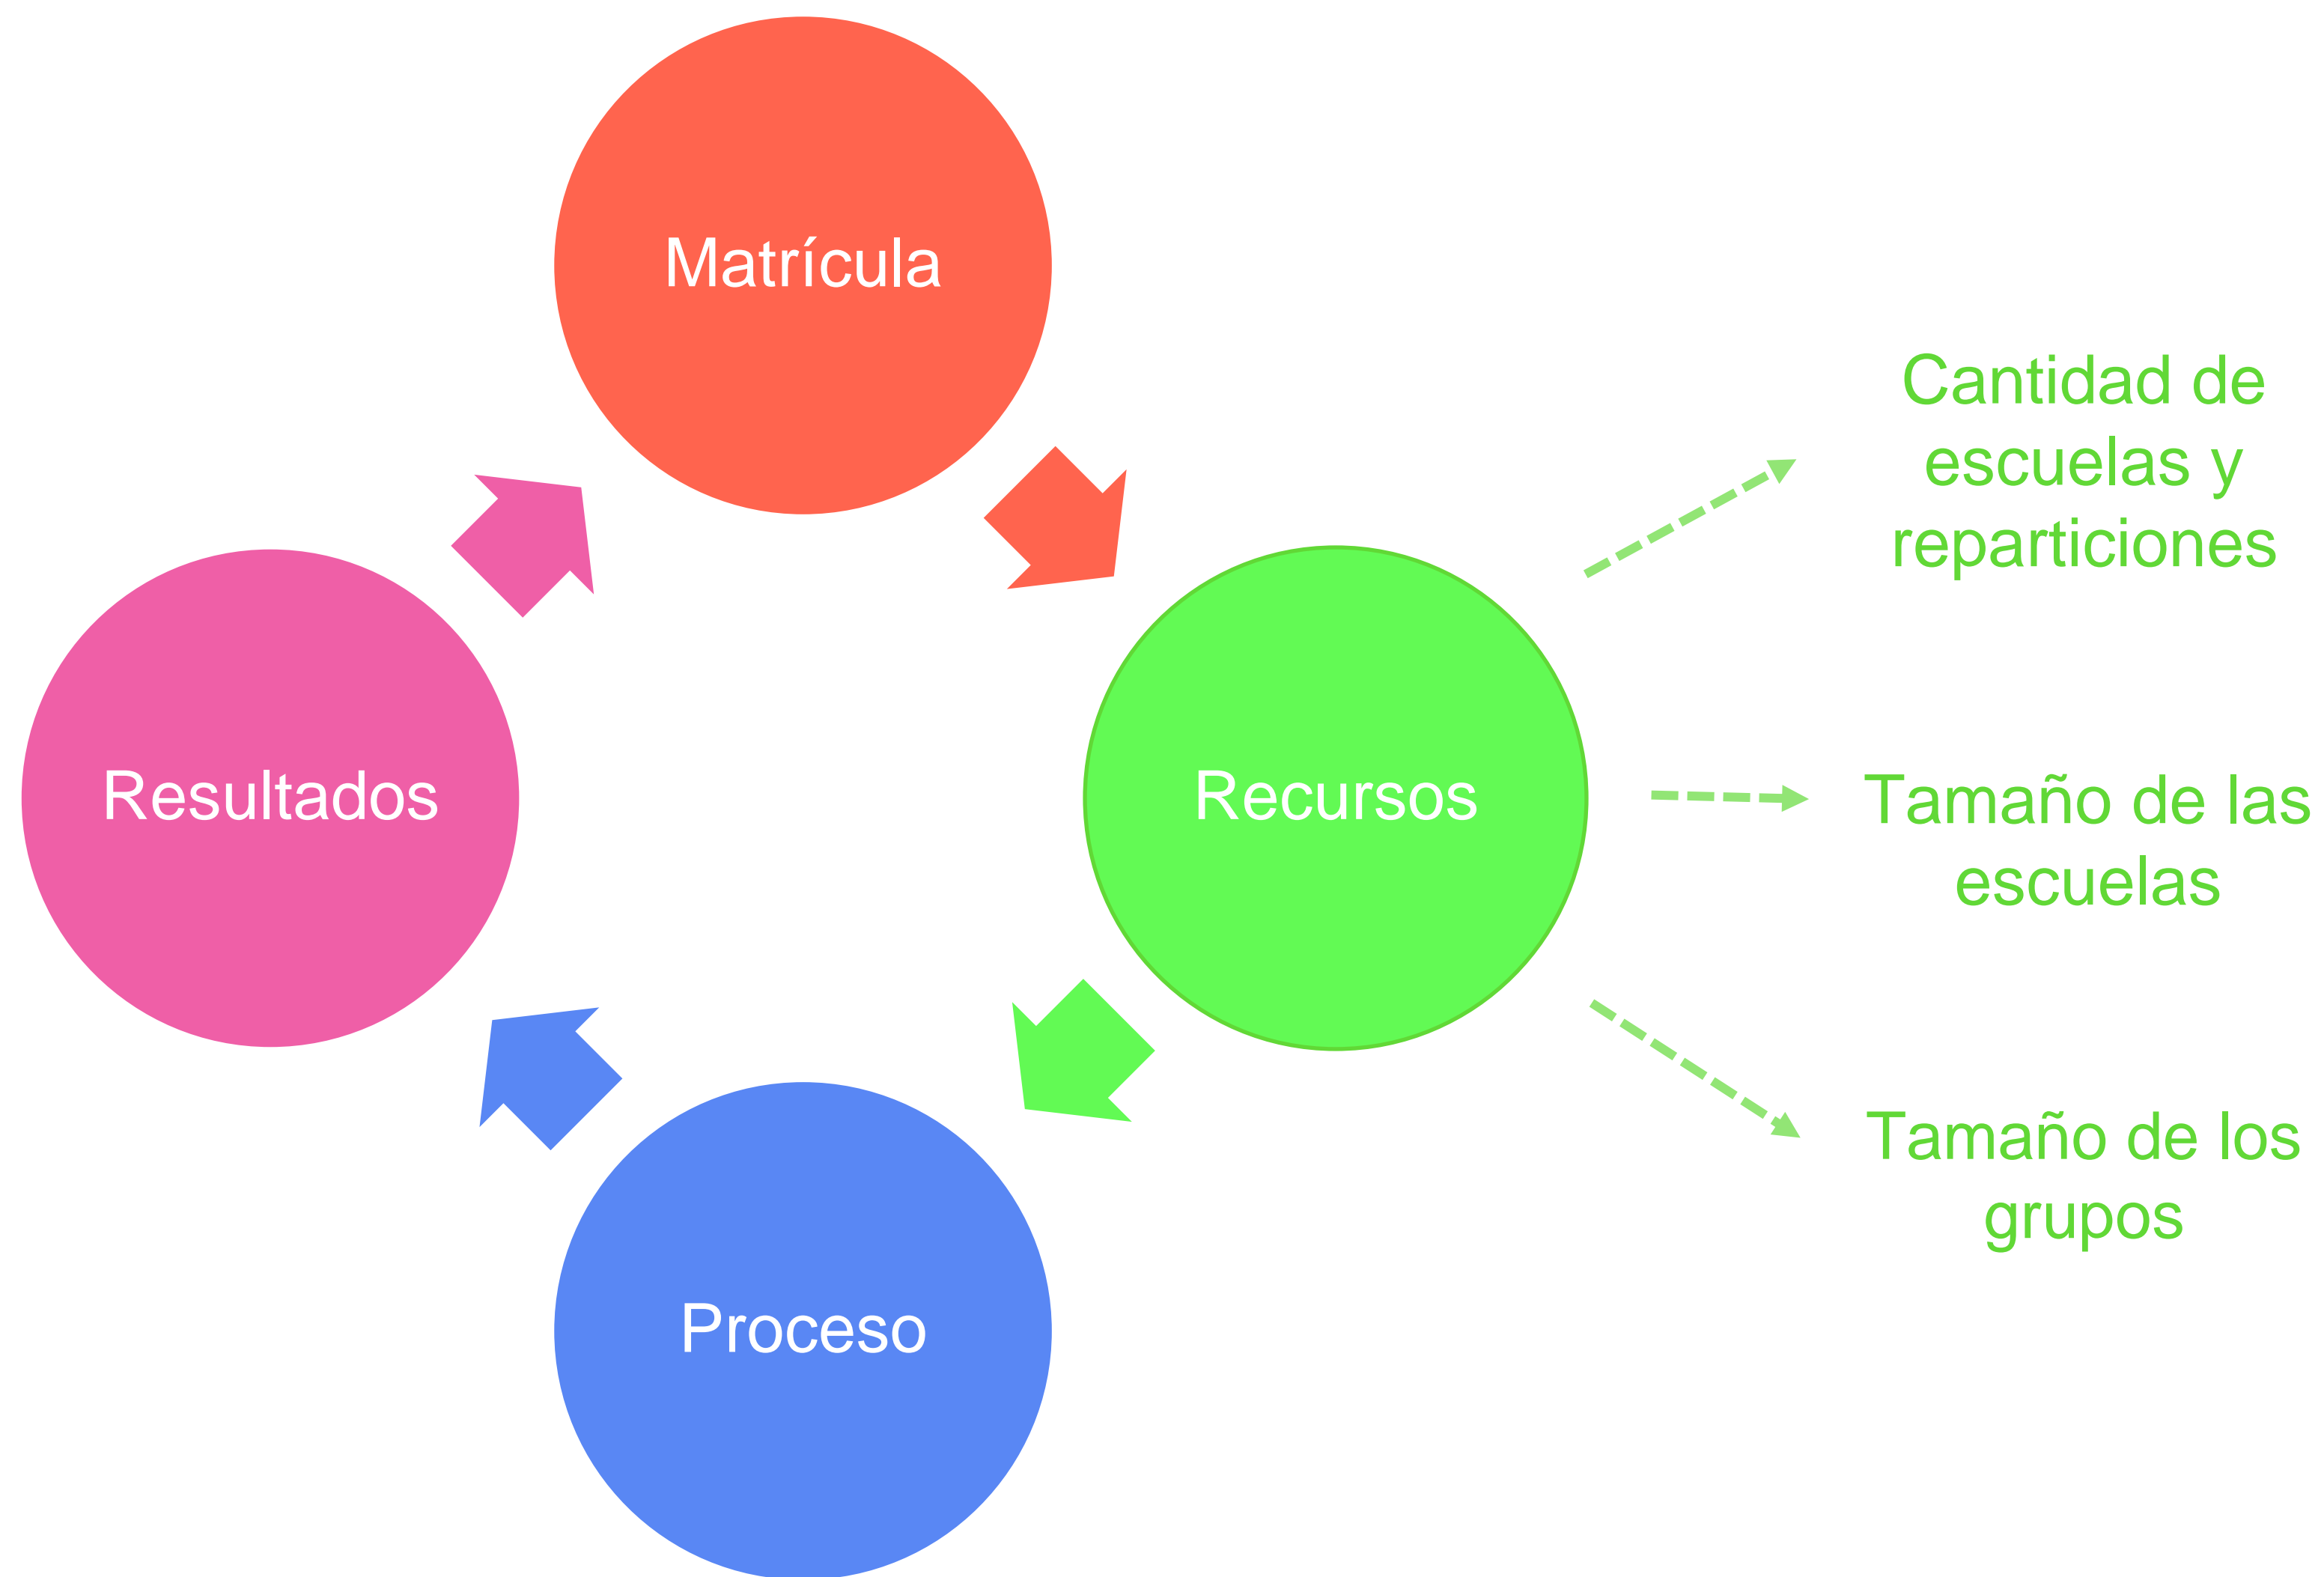 Matrícula
Cantidad de
escuelas y
reparticiones
Resultados
Recursos
Tamaño de las
escuelas
Tamaño de los
grupos
Proceso